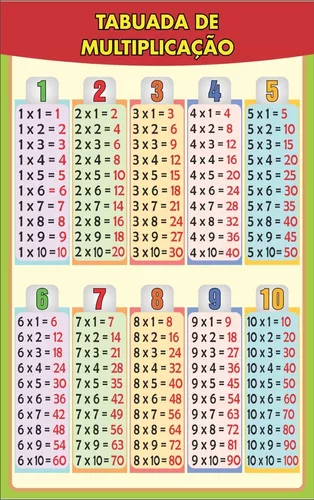 TABUADA DE
MULTIPLICAÇÃO
1
1 x 1 = 1
1 x 2 = 2
1 x 3 = 3
1 x 4 = 4
1 x 5 = 5
1 x 6 = 6
1 x 7 = 7
1 x 8 = 8
1 x 9 = 9
1 x 10 = 10
2
2 x 1 = 2
2 x 2 = 4
2 x 3 = 6
2 x 4 = 8
2 x 5 = 10
2 x 6 = 12
2 x 7 = 14
2 x 8 = 16
2 x 9 = 18
2 x 10 = 20
3
3 x 1 = 3
3 x 2 = 6
3 x 3 = 9
3 x 4 = 12
3 x 5 = 15
3 x 6 = 18
3 x 7 = 21
3 x 8 = 24
3 x 9 = 27
3 x 10 = 30
4
4 x 1 = 4
4 x 2 = 8
4 x 3 = 12
4 x 4 = 16
4 x 5 = 20
4 x 6 = 24
4 x 7 = 28
4 x 8 = 32
4 x 9 = 36
4 x 10 = 40
5
5 x 1 = 5
5 x 2 = 10
5 x 3 = 15
5 x 4 = 20
5 x 5 = 25
5 x 6 = 30
5 x 7 = 35
5 x 8 = 40
5 x 9 = 45
5 x 10 = 50
6
6 x 1 = 6
6 x 2 = 12
6 x 3 = 18
6 x 4 = 24
6 x 5 = 30
6 x 6 = 36
6 x 7 = 42
6 x 8 = 48
6 x 9 = 54
6 x 10 = 60
7
7 x 1 = 7
7 x 2 = 14
7 x 3 = 21
7 x 4 = 28
7 x 5 = 35
7 x 6 = 42
7 x 7 = 49
7 x 8 = 56
7 x 9 = 63
7 x 10 = 70
8
8 x 1 = 8
8 x 2 = 16
8 x 3 = 24
8 x 4 = 32
8 x 5 = 40
8 x 6 = 48
8 x 7 = 56
8 x 8 = 64
8 x 9 = 72
8 x 10 = 80
9
9 x 1 = 9
9 x 2 = 18
9 x 3 = 27
9 x 4 = 36
9 x 5 = 45
9 x 6 = 54
9 x 7 = 63
9 x 8 = 72
9 x 9 = 81
9 x 10 = 90
10
10 x 1 = 10
10 x 2 = 20
10 x 3 = 30
10 x 4 = 40
10 x 5 = 50
10 x 6 = 60
10 x 7 = 70
10 x 8 = 80
10 x 9 = 90
10 x 10 = 100